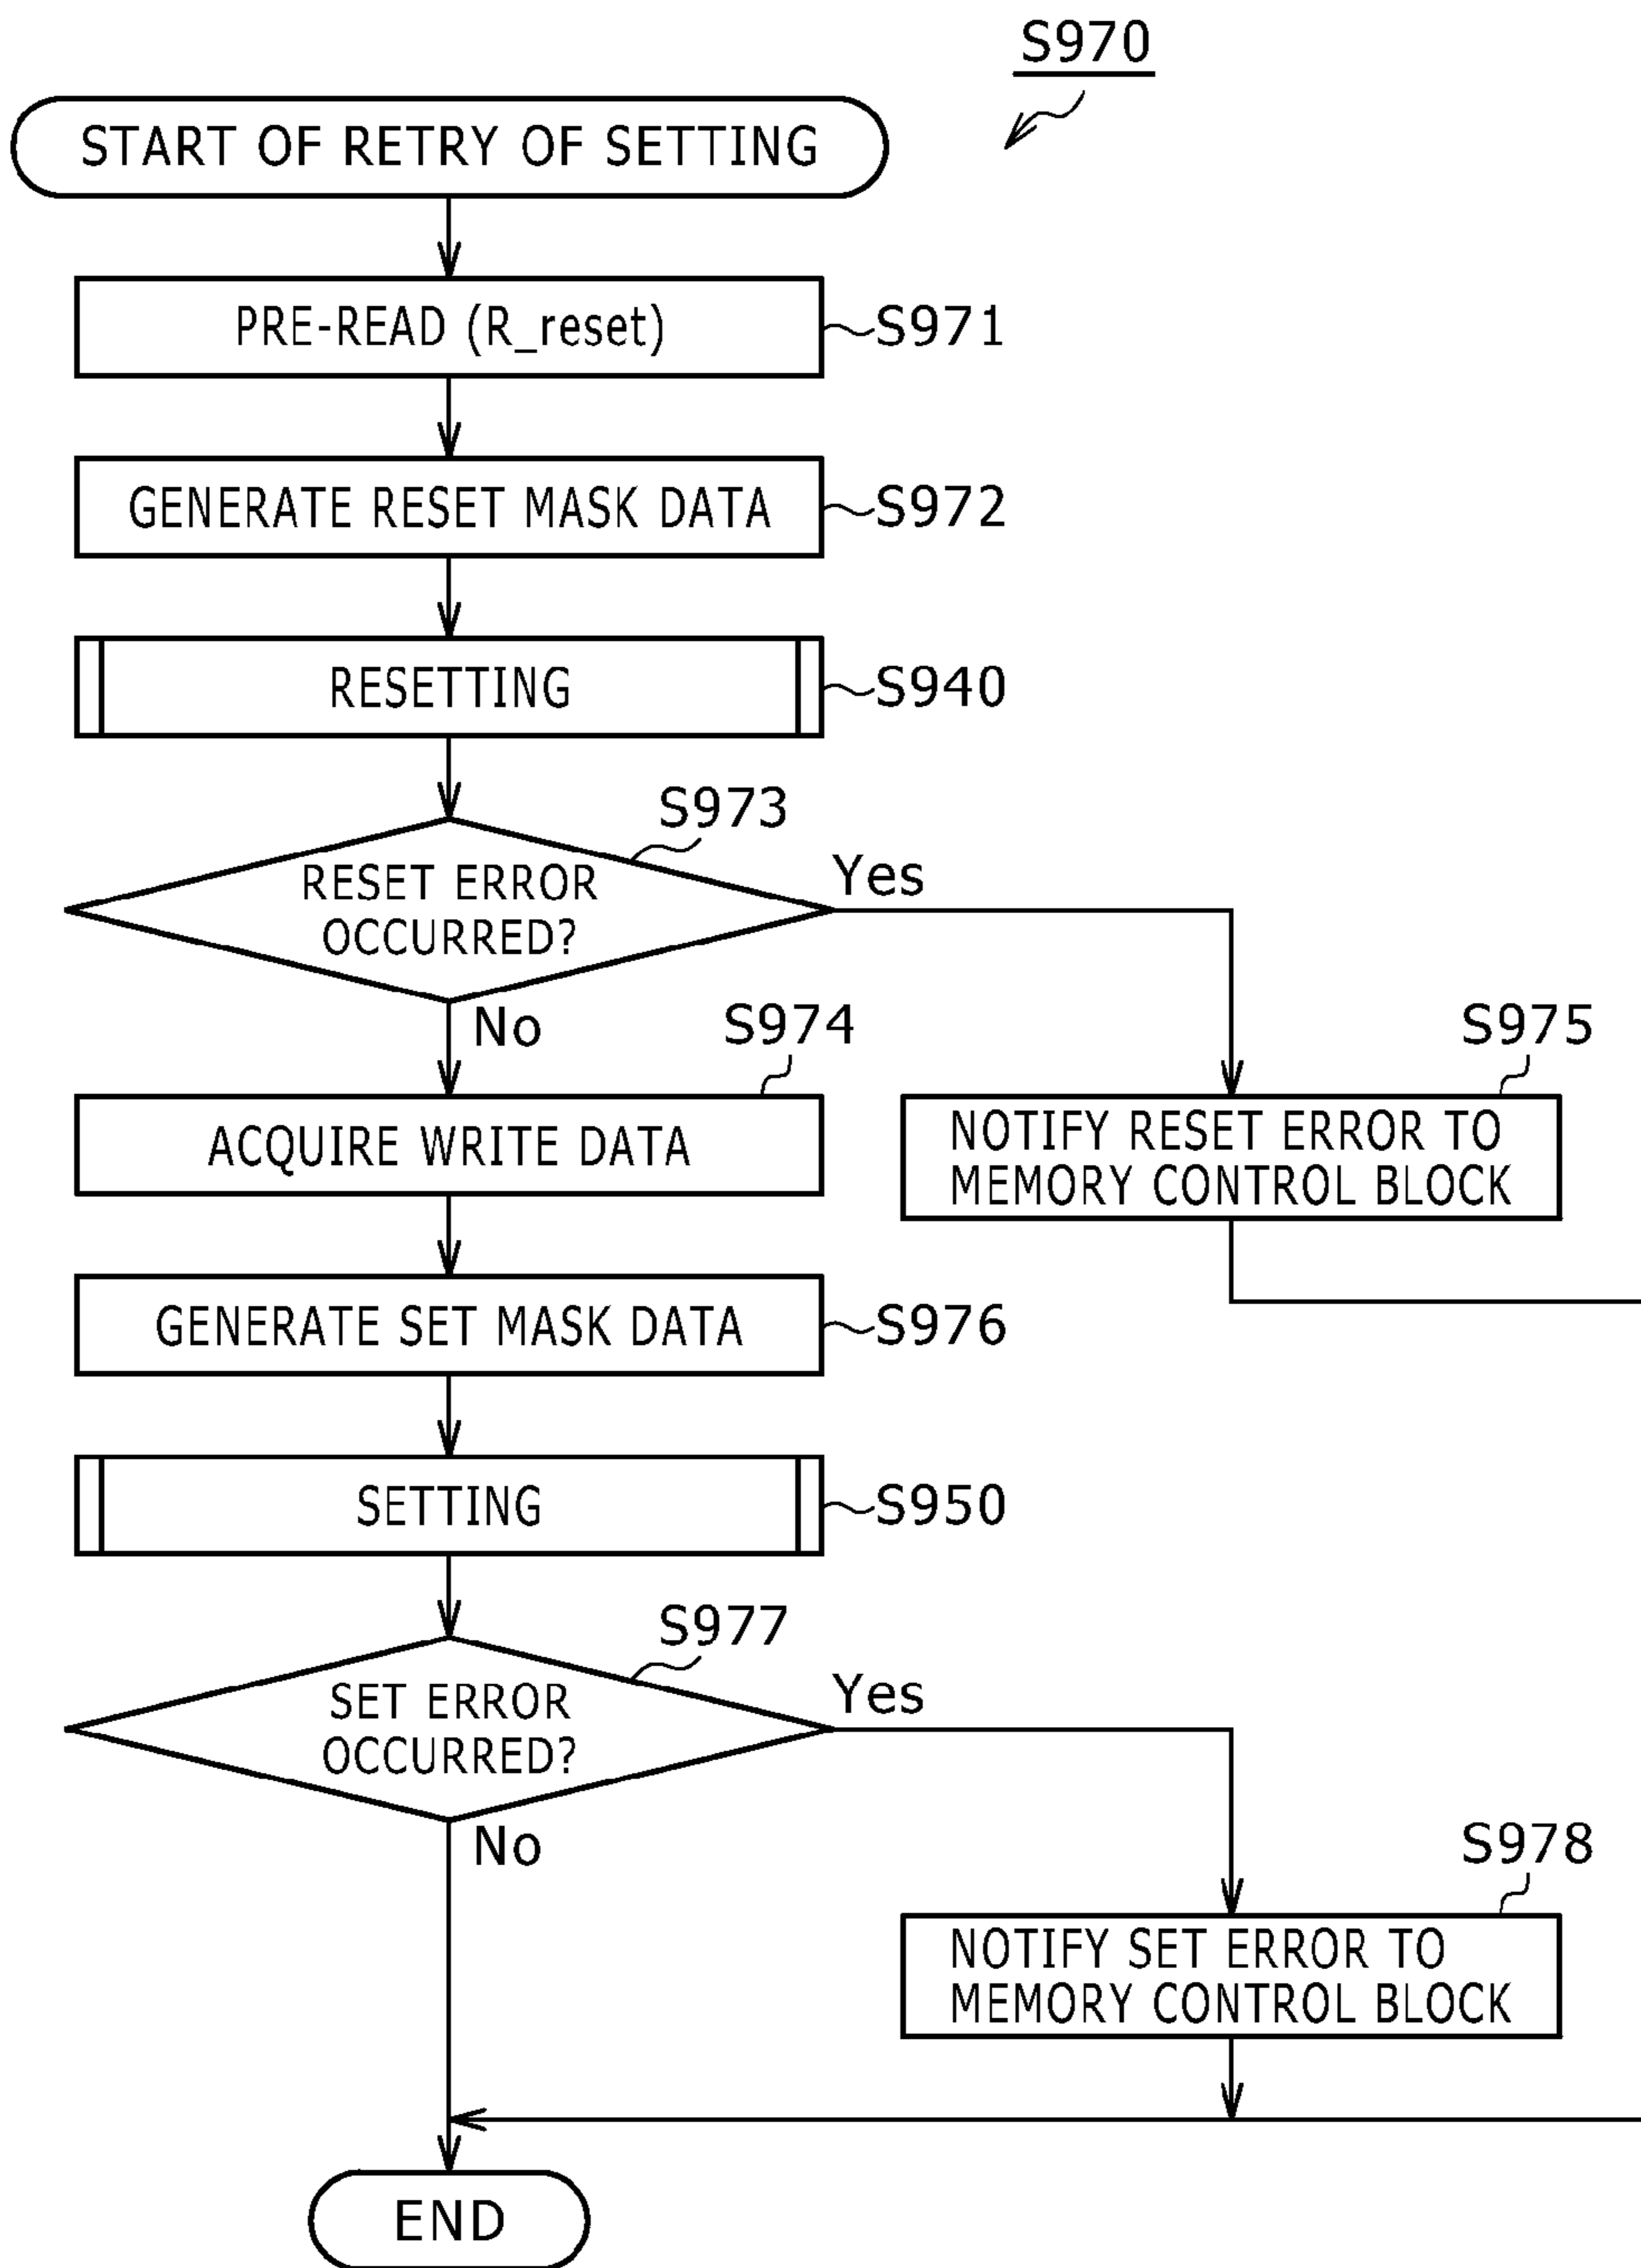 S970
START OF RETRY OF SETTING
PRE-READ (R_reset)
S971
GENERATE RESET MASK DATA
S972
RESETTING
S940
S973
RESET ERROR
OCCURRED?
Yes
No
S974
ACQUIRE WRITE DATA
S975
NOTIFY RESET ERROR TO
MEMORY CONTROL BLOCK
GENERATE SET MASK DATA
S976
SETTING
S950
S977
SET ERROR
OCCURRED?
Yes
No
S978
NOTIFY SET ERROR TO
MEMORY CONTROL BLOCK
END